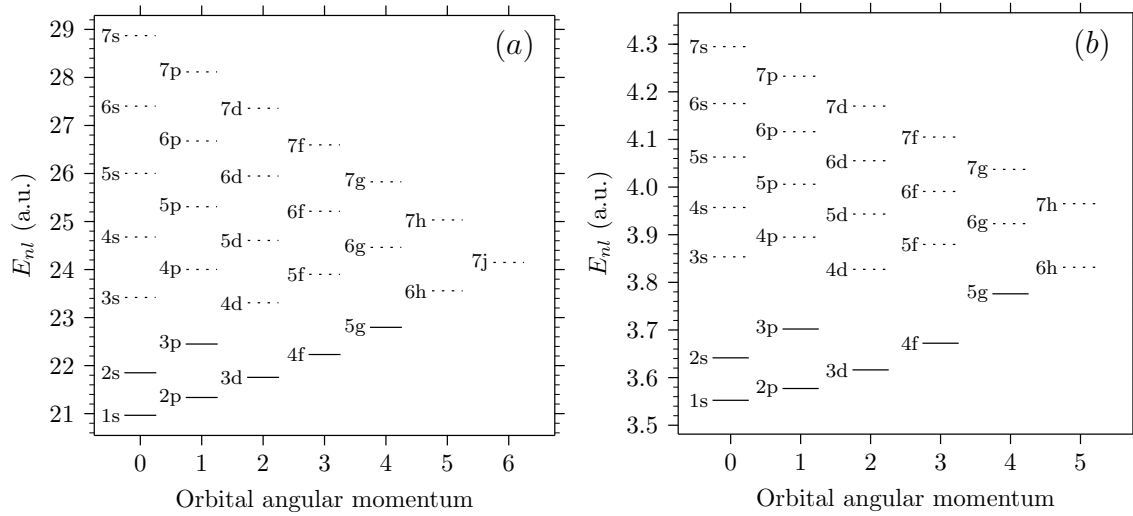 (a)
29
28
27
26
25
24
23
22
21
E_{nl} (a.u.)
7s
6s
5s
4s
3s
2s
1s
7p
6p
5p
4p
3p
2p
7d
6d
5d
4d
3d
7f
6f
5f
4f
7g
6g
5g
7h
6h
7j
0 1 2 3 4 5 6
Orbital angular momentum
(b)
4.3
4.2
4.1
4.0
3.9
3.8
3.7
3.6
3.5
E_{nl} (a.u.)
7s
6s
5s
4s
3s
2s
1s
7p
6p
5p
4p
3p
2p
7d
6d
5d
4d
3d
7f
6f
5f
4f
7g
6g
5g
7h
6h
0 1 2 3 4 5
Orbital angular momentum